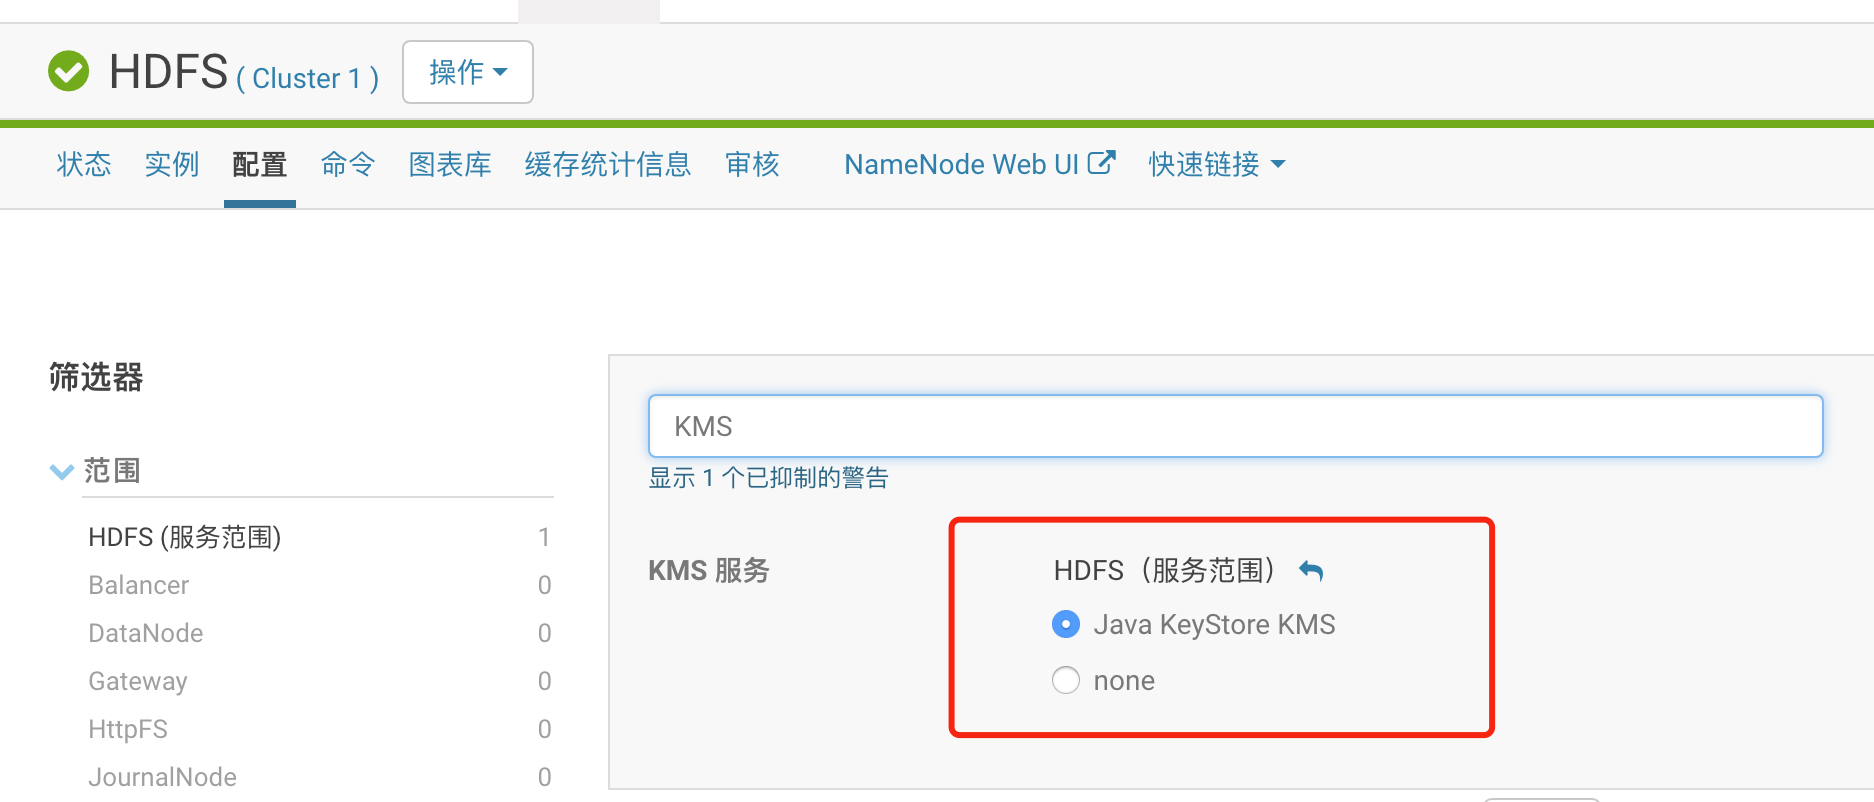 HDFS ( Cluster 1 ) 操作
状态 实例 配置 命令 图表库 缓存统计信息 审核 NameNode Web UI 快速链接
筛选器
范围
HDFS (服务范围) 1
Balancer 0
DataNode 0
Gateway 0
HttpFS 0
JournalNode 0
KMS
显示 1 个已抑制的警告
KMS 服务
HDFS（服务范围）
Java KeyStore KMS
none